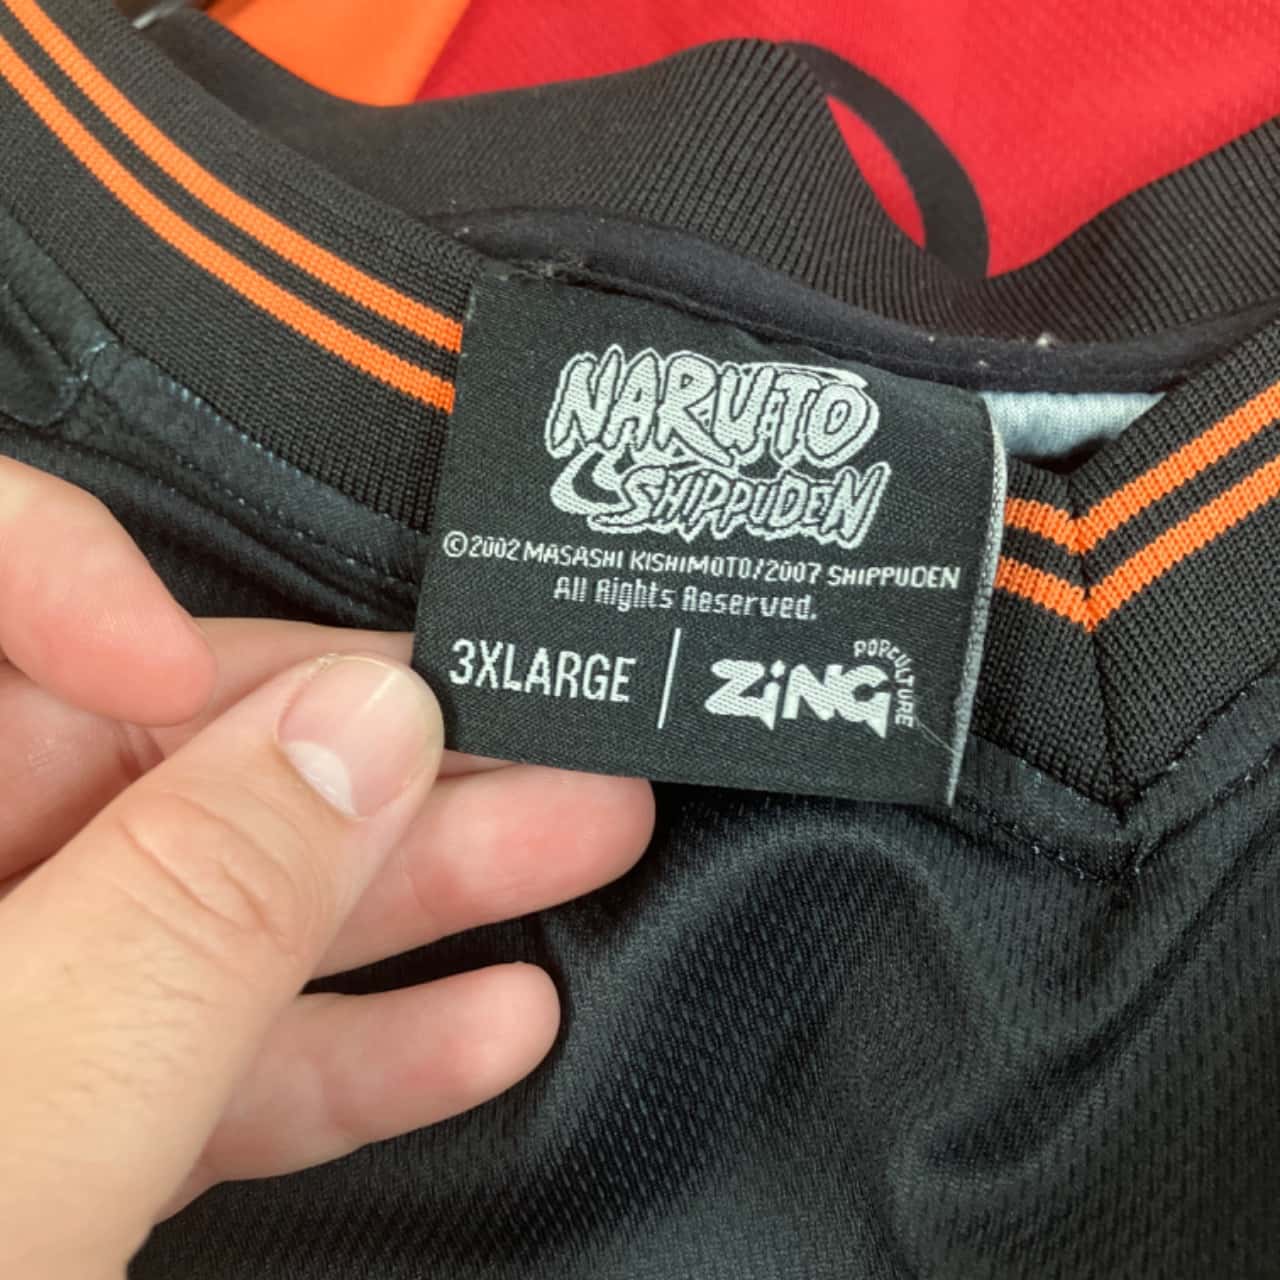 NARUTO
SHIPPUDEN
©2002 MASASHI KISHIMOTO/2007 SHIPPUDEN
All Rights Reserved.
3XLARGE | ZiNG POPCULTURE